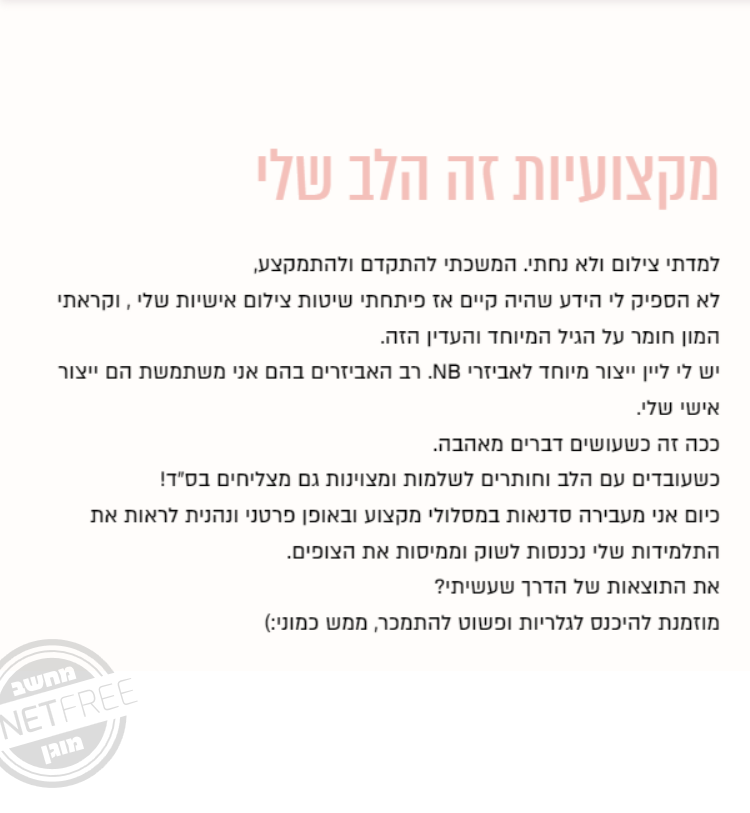 מקצועיות זה הלב שלי
למדתי צילום ולא נחתי. המשכתי להתקדם ולהתמקצע,
לא הספיק לי הידע שהיה קיים אז פיתחתי שיטות צילום אישיות שלי , וקראתי
המון חומר על הגיל המיוחד והעדין הזה.
יש לי ליין ייצור מיוחד לאביזרי NB. רב האביזרים בהם אני משתמשת הם ייצור
אישי שלי.
ככה זה כשעושים דברים מאהבה.
כשעובדים עם הלב וחותרים לשלמות ומצוינות גם מצליחים בס"ד!
כיום אני מעבירה סדנאות במסלולי מקצוע ובאופן פרטני ונהנית לראות את
התלמידות שלי נכנסות לשוק וממיסות את הצופים.
את התוצאות של הדרך שעשיתי?
מוזמנת להיכנס לגלריות ופשוט להתמכר, ממש כמוני:)
מחשב
NETFREE
מוגן